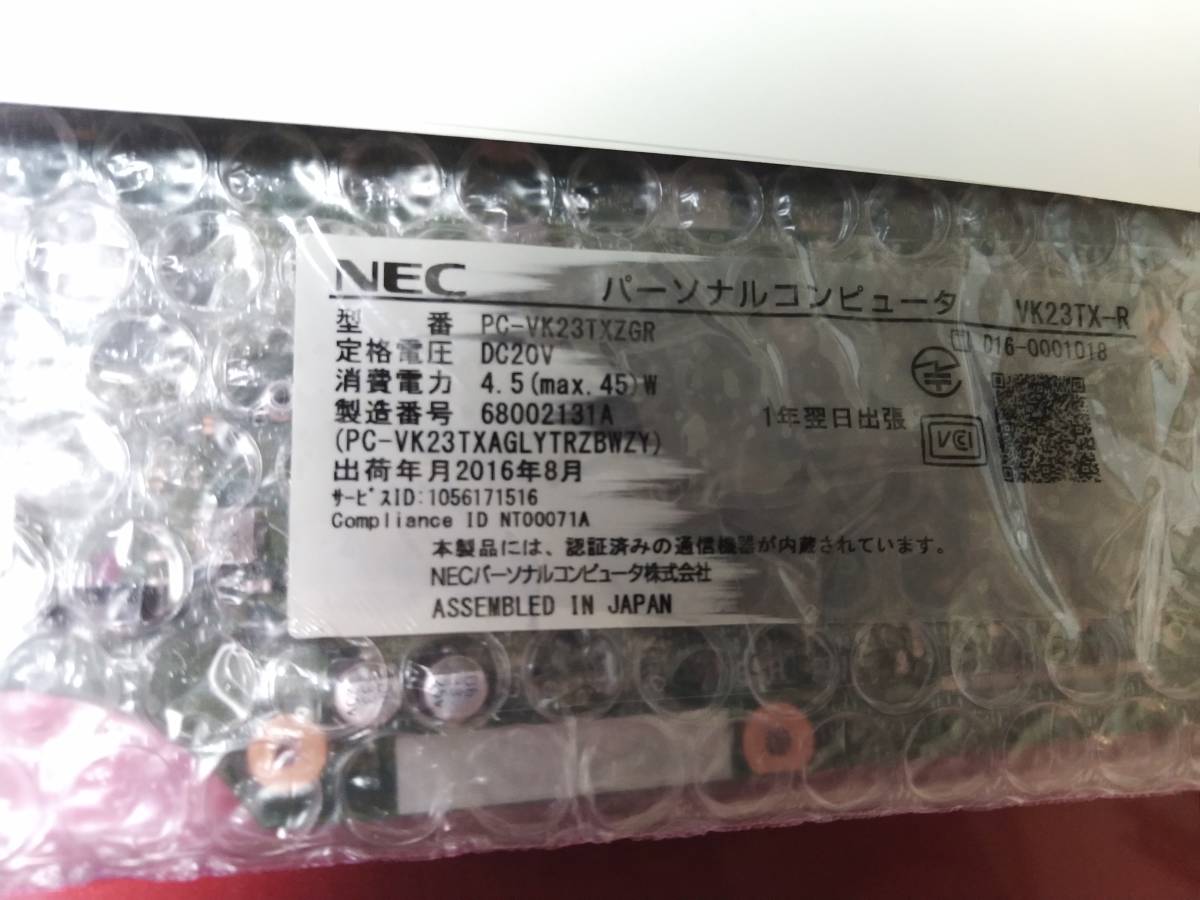 NEC パーソナルコンピュータ VK23TX-R
型 番 PC-VK23TXZGR
定格電圧 DC20V
D16-0001018
消費電力 4.5(max.45)W
製造番号 68002131A
1年翌日出張
(PC-VK23TXAGLYTRZBWZY)
VCI
出荷年月2016年8月
サービスID:1056171516
Compliance ID NT00071A
本製品には、認証済みの通信機器が内蔵されています。
NECパーソナルコンピュータ株式会社
ASSEMBLED IN JAPAN